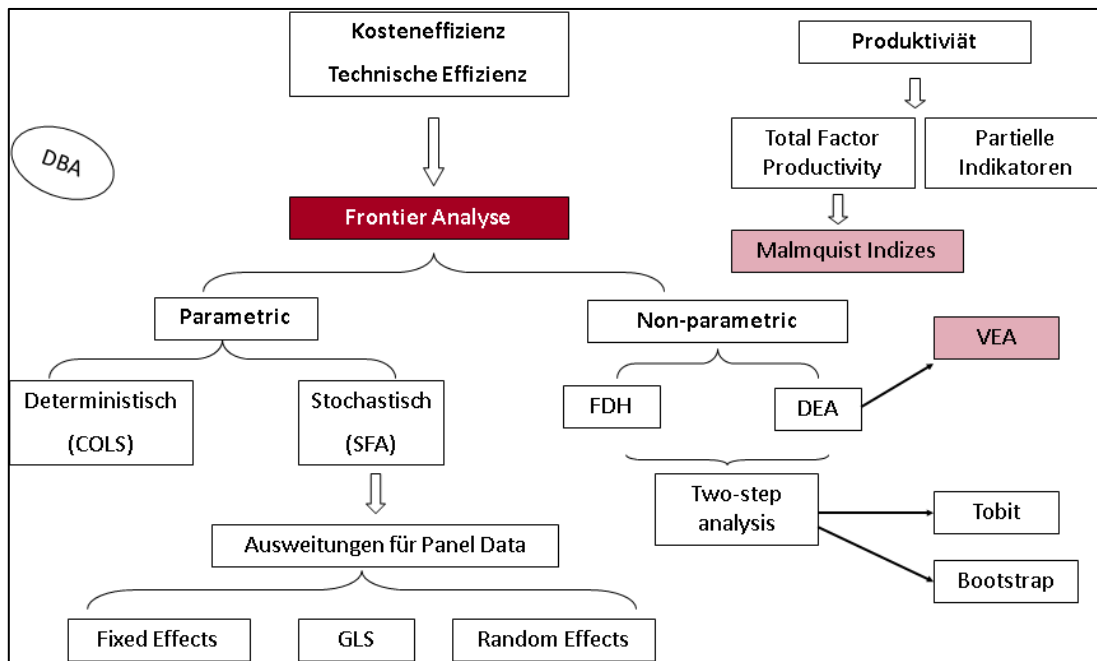 Kosteneffizienz
Technische Effizienz
Produktiviät
DBA
Total Factor
Productivity
Partielle
Indikatoren
Frontier Analyse
Malmquist Indizes
Parametric
Non-parametric
VEA
Deterministisch
(COLS)
Stochastisch
(SFA)
FDH
DEA
Two-step
analysis
Tobit
Ausweitungen für Panel Data
Bootstrap
Fixed Effects
GLS
Random Effects